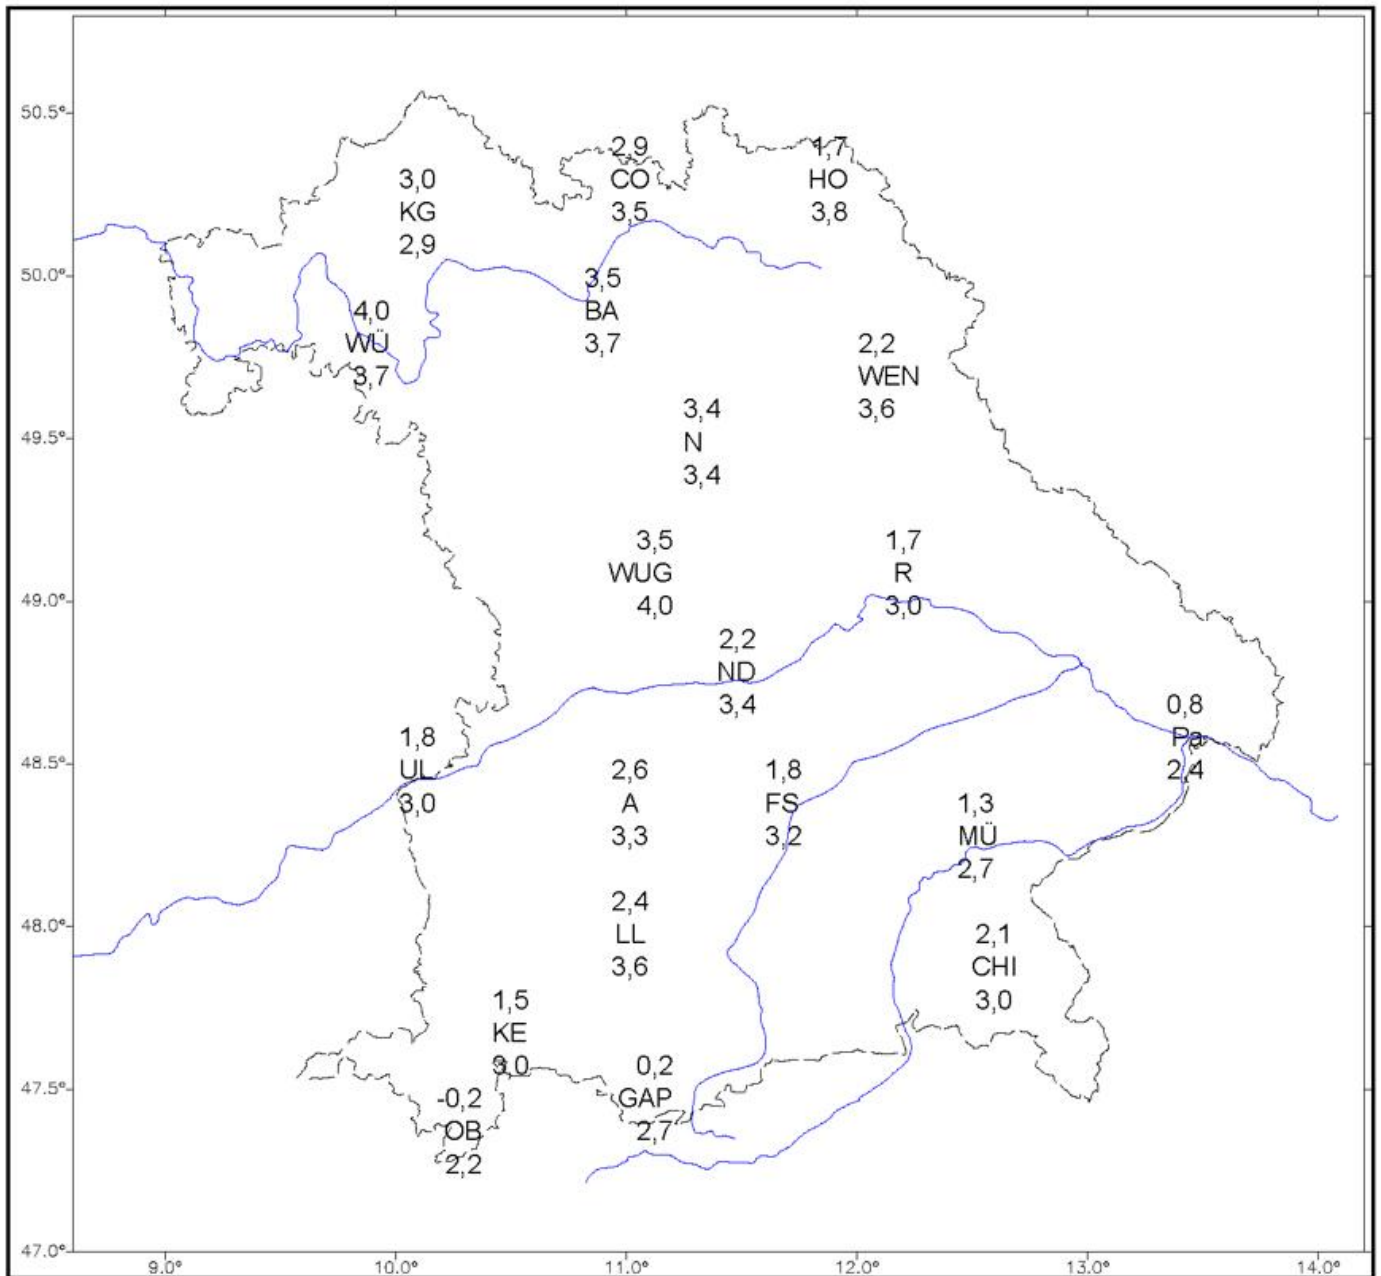 50.5°
2,9
CO
3,5
1,7
HO
3,8
3,0
KG
2,9
50.0°
3,5
BA
3,7
4,0
WÜ
3,7
2,2
WEN
3,6
3,4
N
3,4
49.5°
3,5
WUG
4,0
1,7
R
3,0
49.0°
2,2
ND
3,4
0,8
Pa
2,4
1,8
UL
3,0
48.5°
2,6
A
3,3
1,8
FS
3,2
1,3
MÜ
2,7
2,4
LL
3,6
48.0°
2,1
CHI
3,0
1,5
KE
3,0
0,2
GAP
2,7
47.5°
-0,2
OB
2,2
47.0°
9.0° 10.0° 11.0° 12.0° 13.0° 14.0°